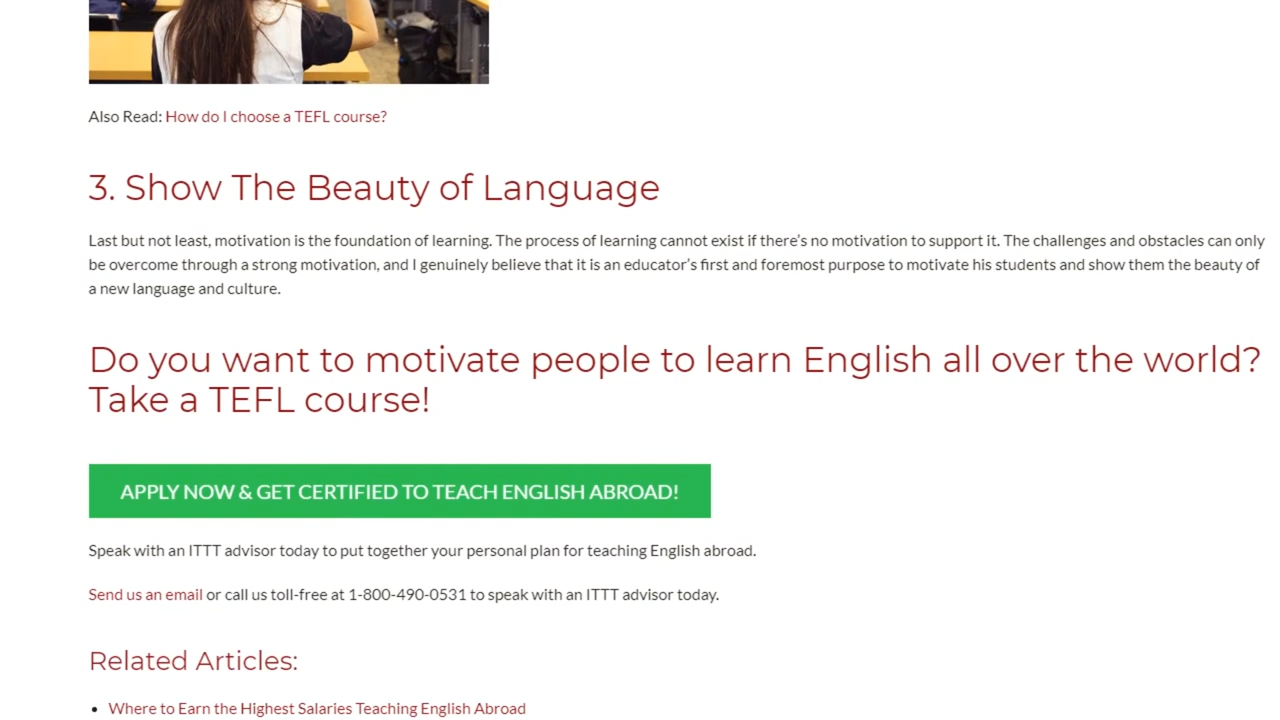 Also Read: How do I choose a TEFL course?
3. Show The Beauty of Language
Last but not least, motivation is the foundation of learning. The process of learning cannot exist if there’s no motivation to support it. The challenges and obstacles can only
be overcome through a strong motivation, and I genuinely believe that it is an educator’s first and foremost purpose to motivate his students and show them the beauty of
a new language and culture.
Do you want to motivate people to learn English all over the world?
Take a TEFL course!
APPLY NOW & GET CERTIFIED TO TEACH ENGLISH ABROAD!
Speak with an ITTT advisor today to put together your personal plan for teaching English abroad.
Send us an email or call us toll-free at 1-800-490-0531 to speak with an ITTT advisor today.
Related Articles:
• Where to Earn the Highest Salaries Teaching English Abroad